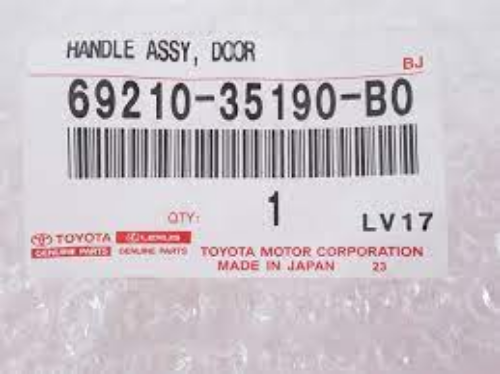 HANDLE ASSY, DOOR
BJ
69210-35190-B0
QTY: 1
LV17
TOYOTA LEXUS
GENUINE PARTS GENUINE PARTS
TOYOTA MOTOR CORPORATION
MADE IN JAPAN 23